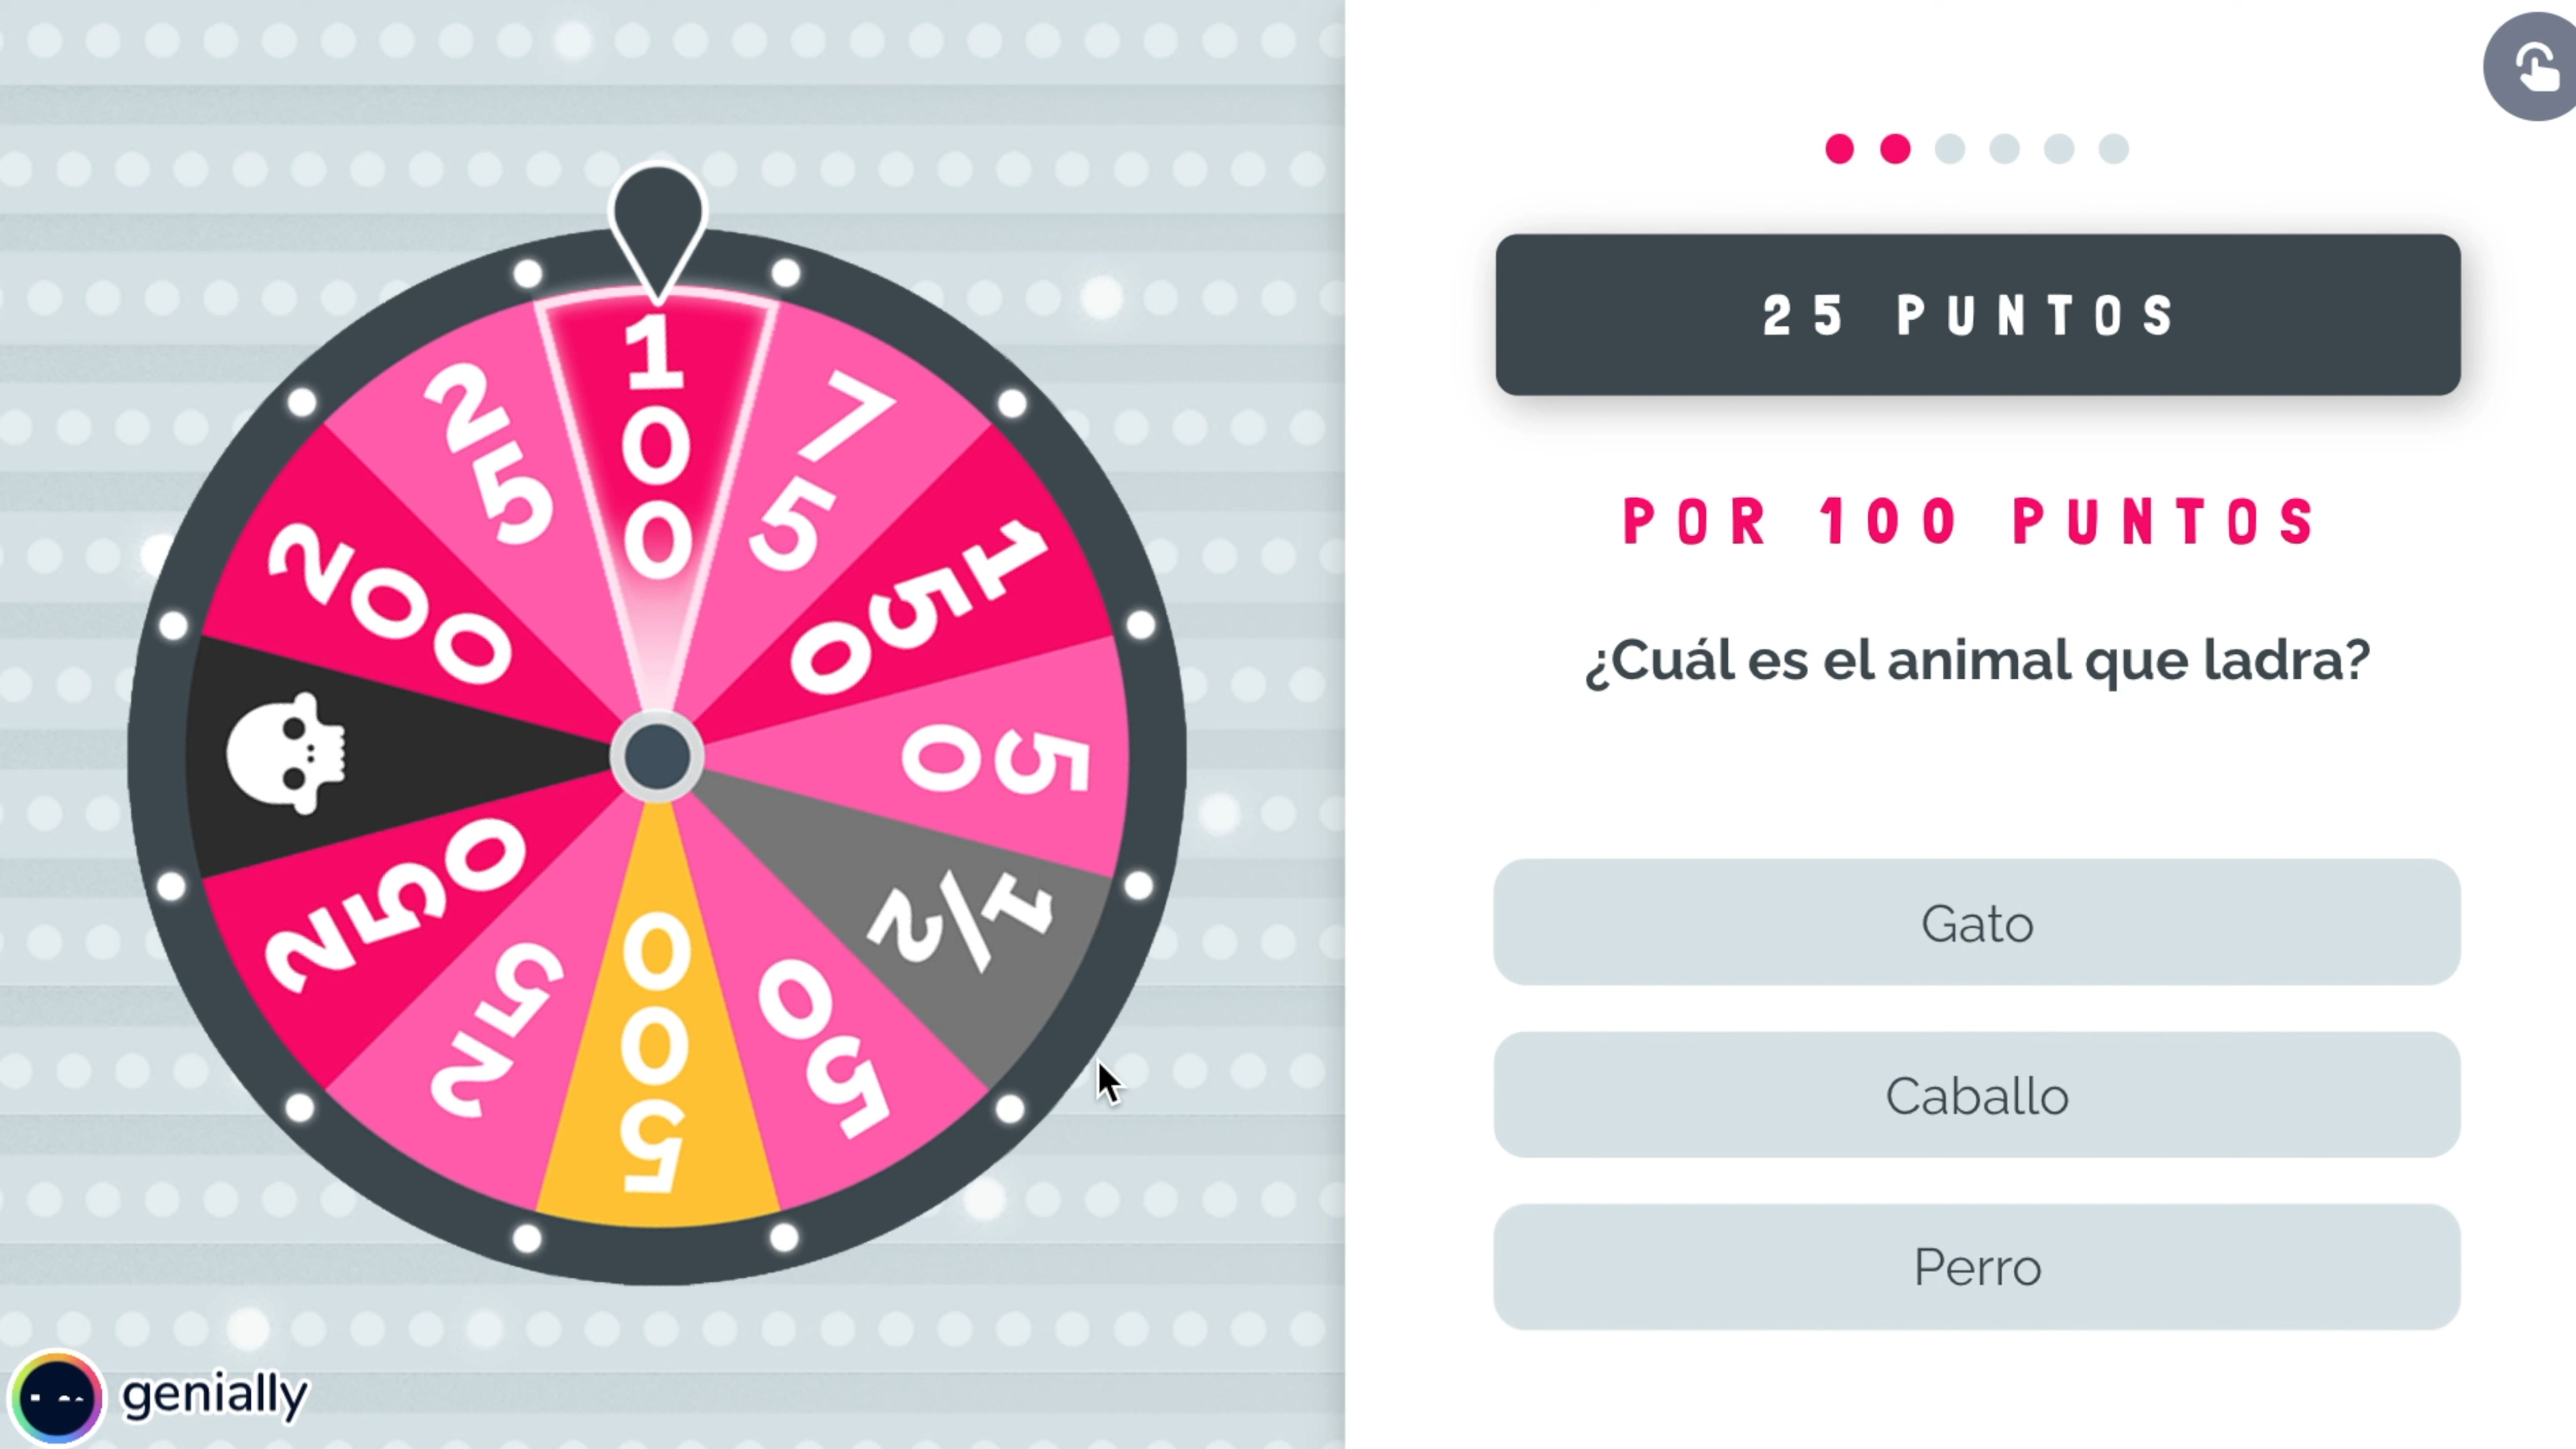 100
75
150
50
1/2
50
500
25
250
200
25
genially
25 PUNTOS
POR 100 PUNTOS
¿Cuál es el animal que ladra?
Gato
Caballo
Perro